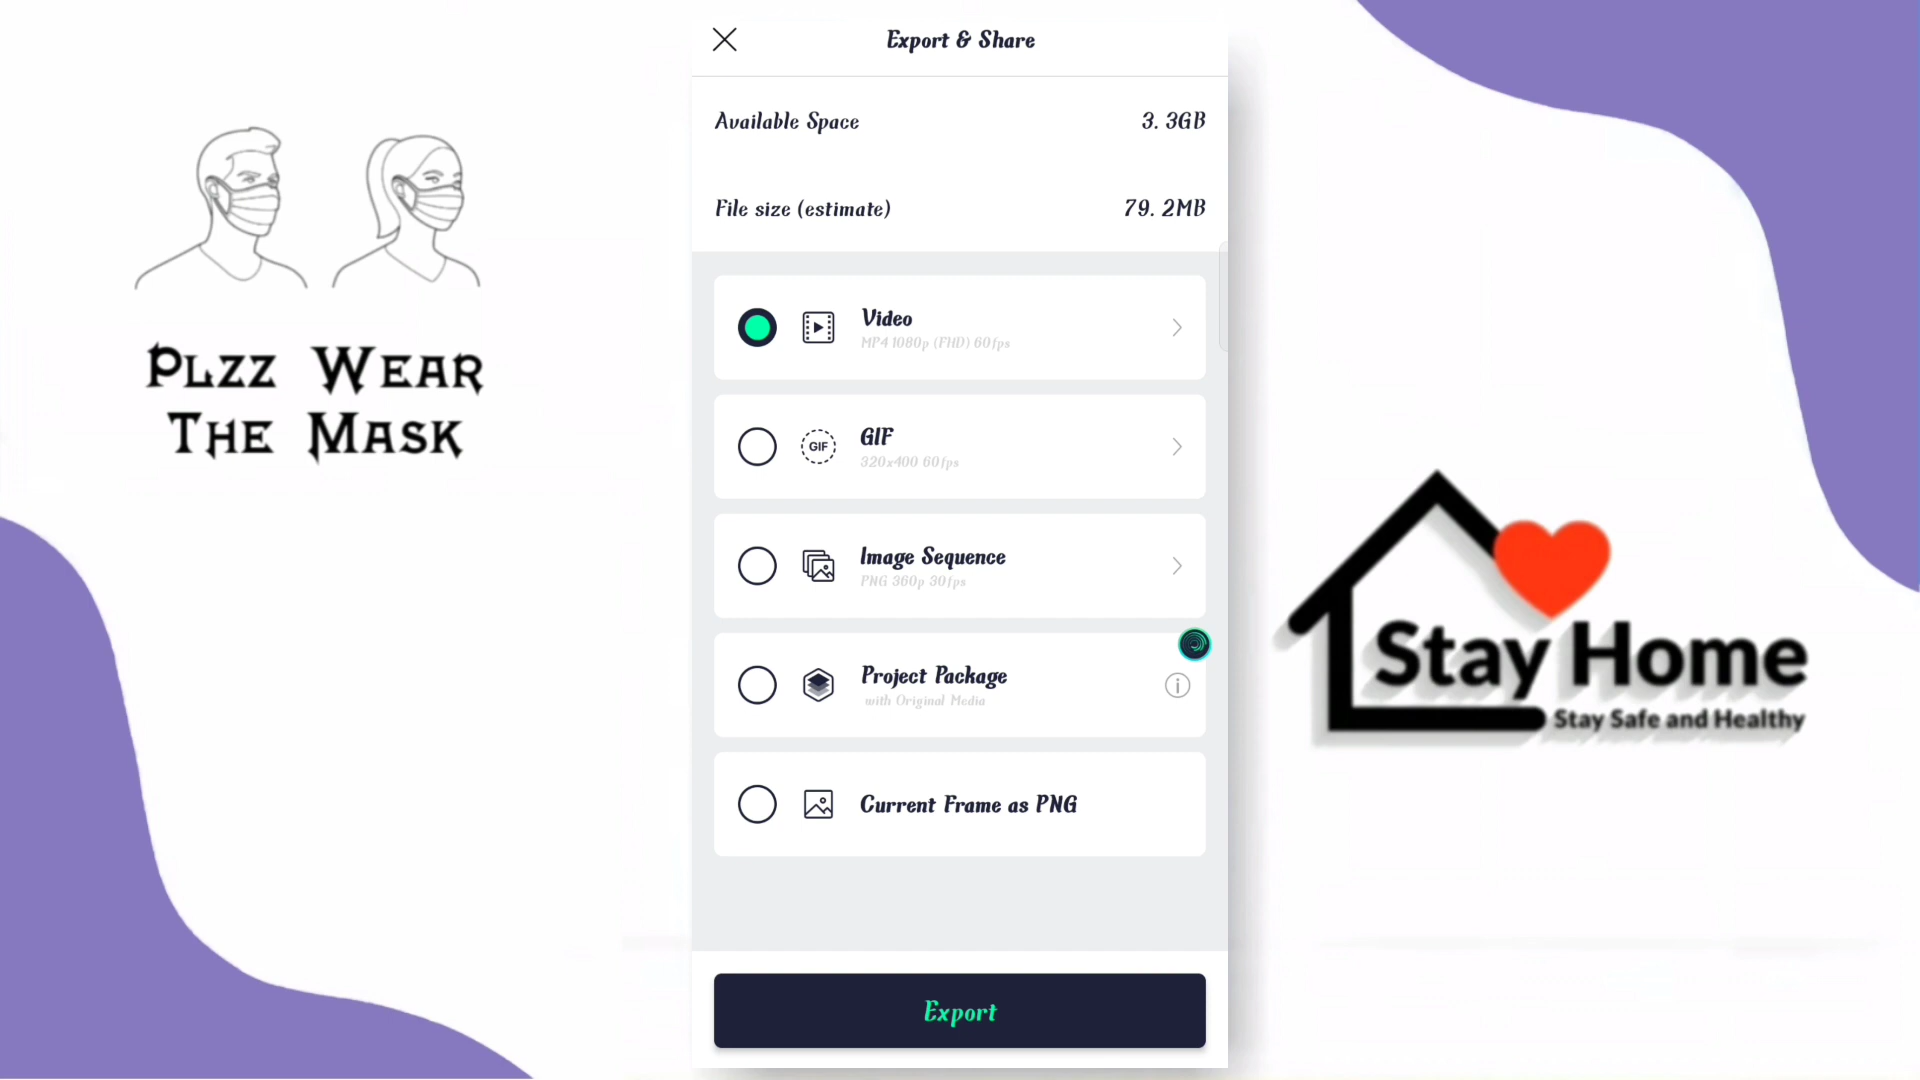 Export & Share
Available Space 3.3GB
File size (estimate) 79.2MB
Video
MP4 1080p (FHD) 60fps
GIF
GIF
320x400 60fps
Image Sequence
PNG 360p 30fps
Project Package
with Original Media
Current Frame as PNG
Export
Plzz Wear
The Mask
Stay Home
Stay Safe and Healthy